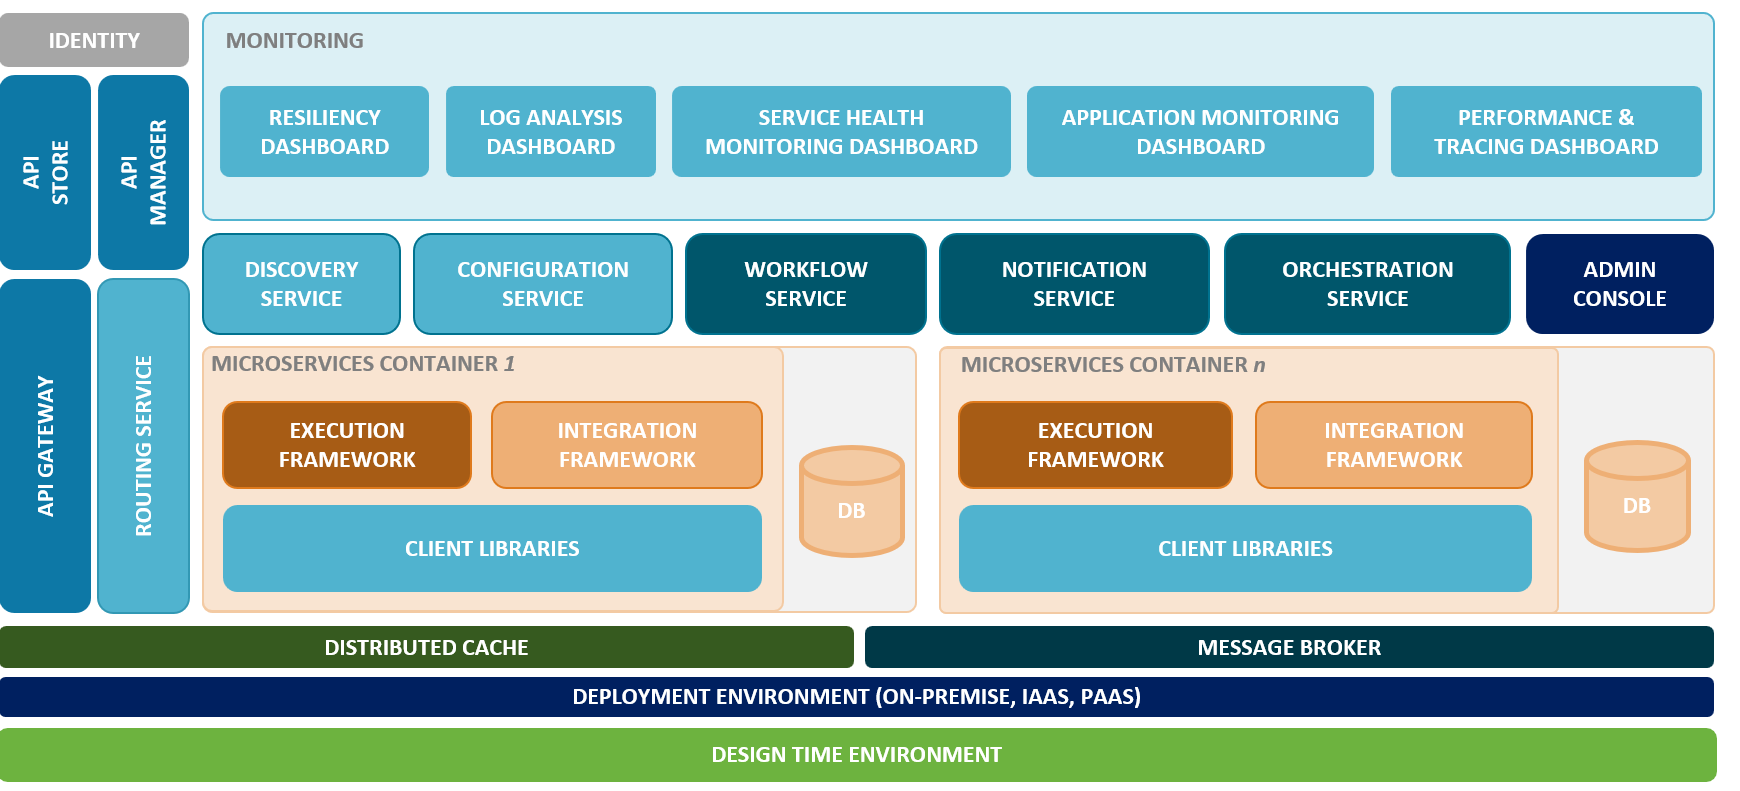 IDENTITY
API
STORE
API
MANAGER
API GATEWAY
ROUTING SERVICE
MONITORING
RESILIENCY
DASHBOARD
LOG ANALYSIS
DASHBOARD
SERVICE HEALTH
MONITORING DASHBOARD
APPLICATION MONITORING
DASHBOARD
PERFORMANCE &
TRACING DASHBOARD
DISCOVERY
SERVICE
CONFIGURATION
SERVICE
WORKFLOW
SERVICE
NOTIFICATION
SERVICE
ORCHESTRATION
SERVICE
ADMIN
CONSOLE
MICROSERVICES CONTAINER 1
EXECUTION
FRAMEWORK
INTEGRATION
FRAMEWORK
CLIENT LIBRARIES
DB
MICROSERVICES CONTAINER n
EXECUTION
FRAMEWORK
INTEGRATION
FRAMEWORK
CLIENT LIBRARIES
DB
DISTRIBUTED CACHE
MESSAGE BROKER
DEPLOYMENT ENVIRONMENT (ON-PREMISE, IAAS, PAAS)
DESIGN TIME ENVIRONMENT